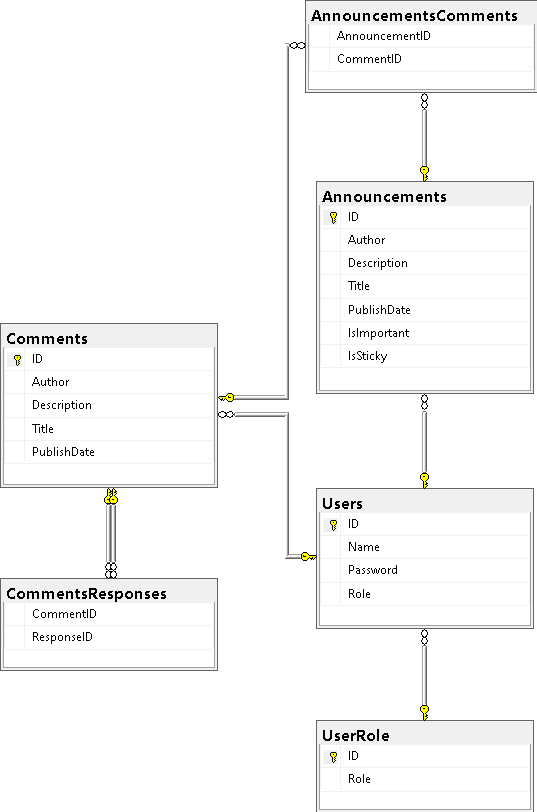 AnnouncementsComments
AnnouncementID
CommentID
Announcements
ID
Author
Description
Title
PublishDate
IsImportant
IsSticky
Comments
ID
Author
Description
Title
PublishDate
Users
ID
Name
Password
Role
CommentsResponses
CommentID
ResponseID
UserRole
ID
Role